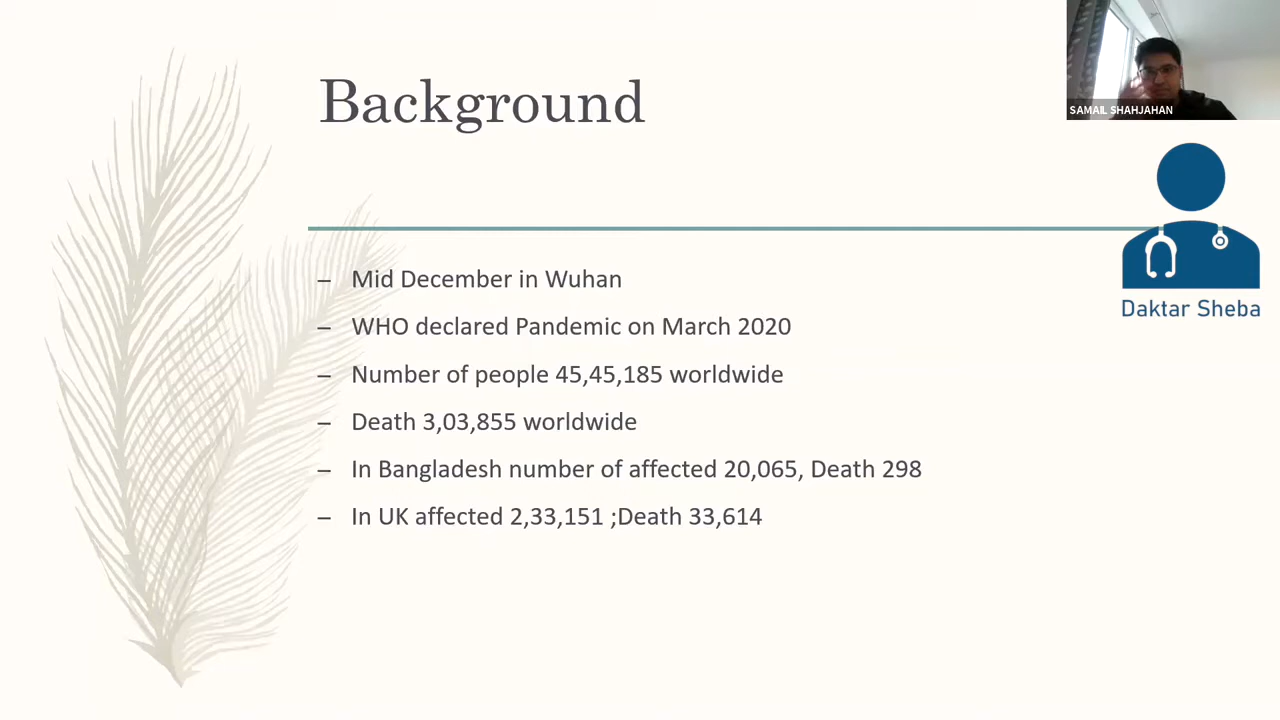 Background
SAMAIL SHAHJAHAN
– Mid December in Wuhan
– WHO declared Pandemic on March 2020
– Number of people 45,45,185 worldwide
– Death 3,03,855 worldwide
– In Bangladesh number of affected 20,065, Death 298
– In UK affected 2,33,151 ;Death 33,614
Daktar Sheba